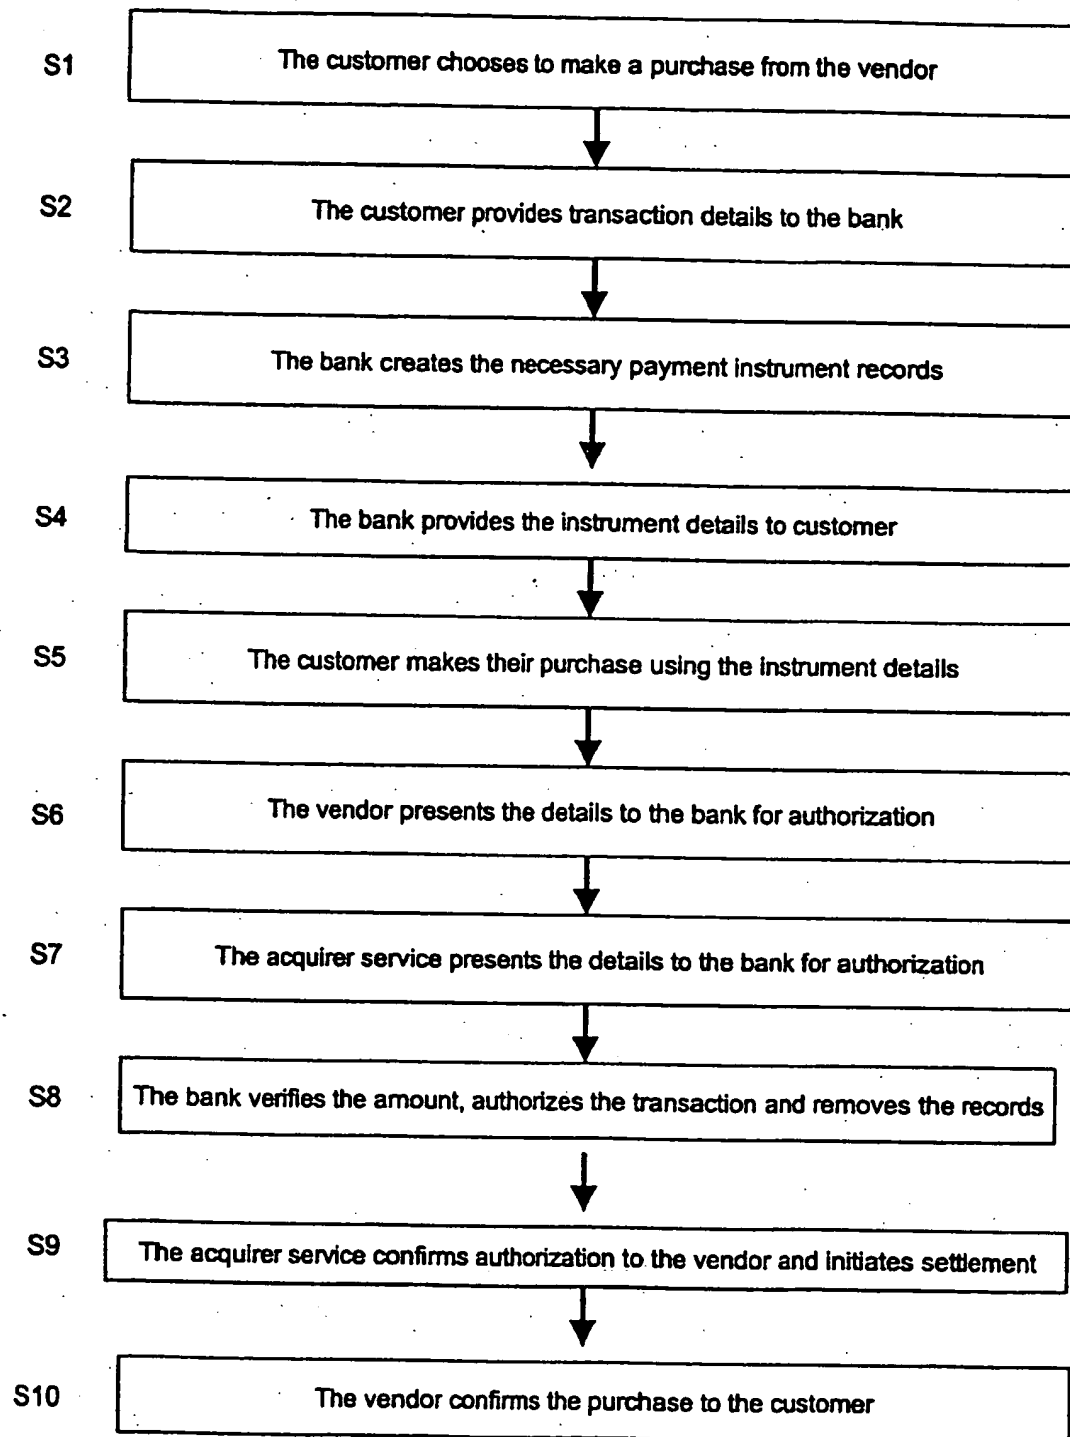 S1 The customer chooses to make a purchase from the vendor
S2 The customer provides transaction details to the bank
S3 The bank creates the necessary payment instrument records
S4 The bank provides the instrument details to customer
S5 The customer makes their purchase using the instrument details
S6 The vendor presents the details to the bank for authorization
S7 The acquirer service presents the details to the bank for authorization
S8 The bank verifies the amount, authorizes the transaction and removes the records
S9 The acquirer service confirms authorization to the vendor and initiates settlement
S10 The vendor confirms the purchase to the customer